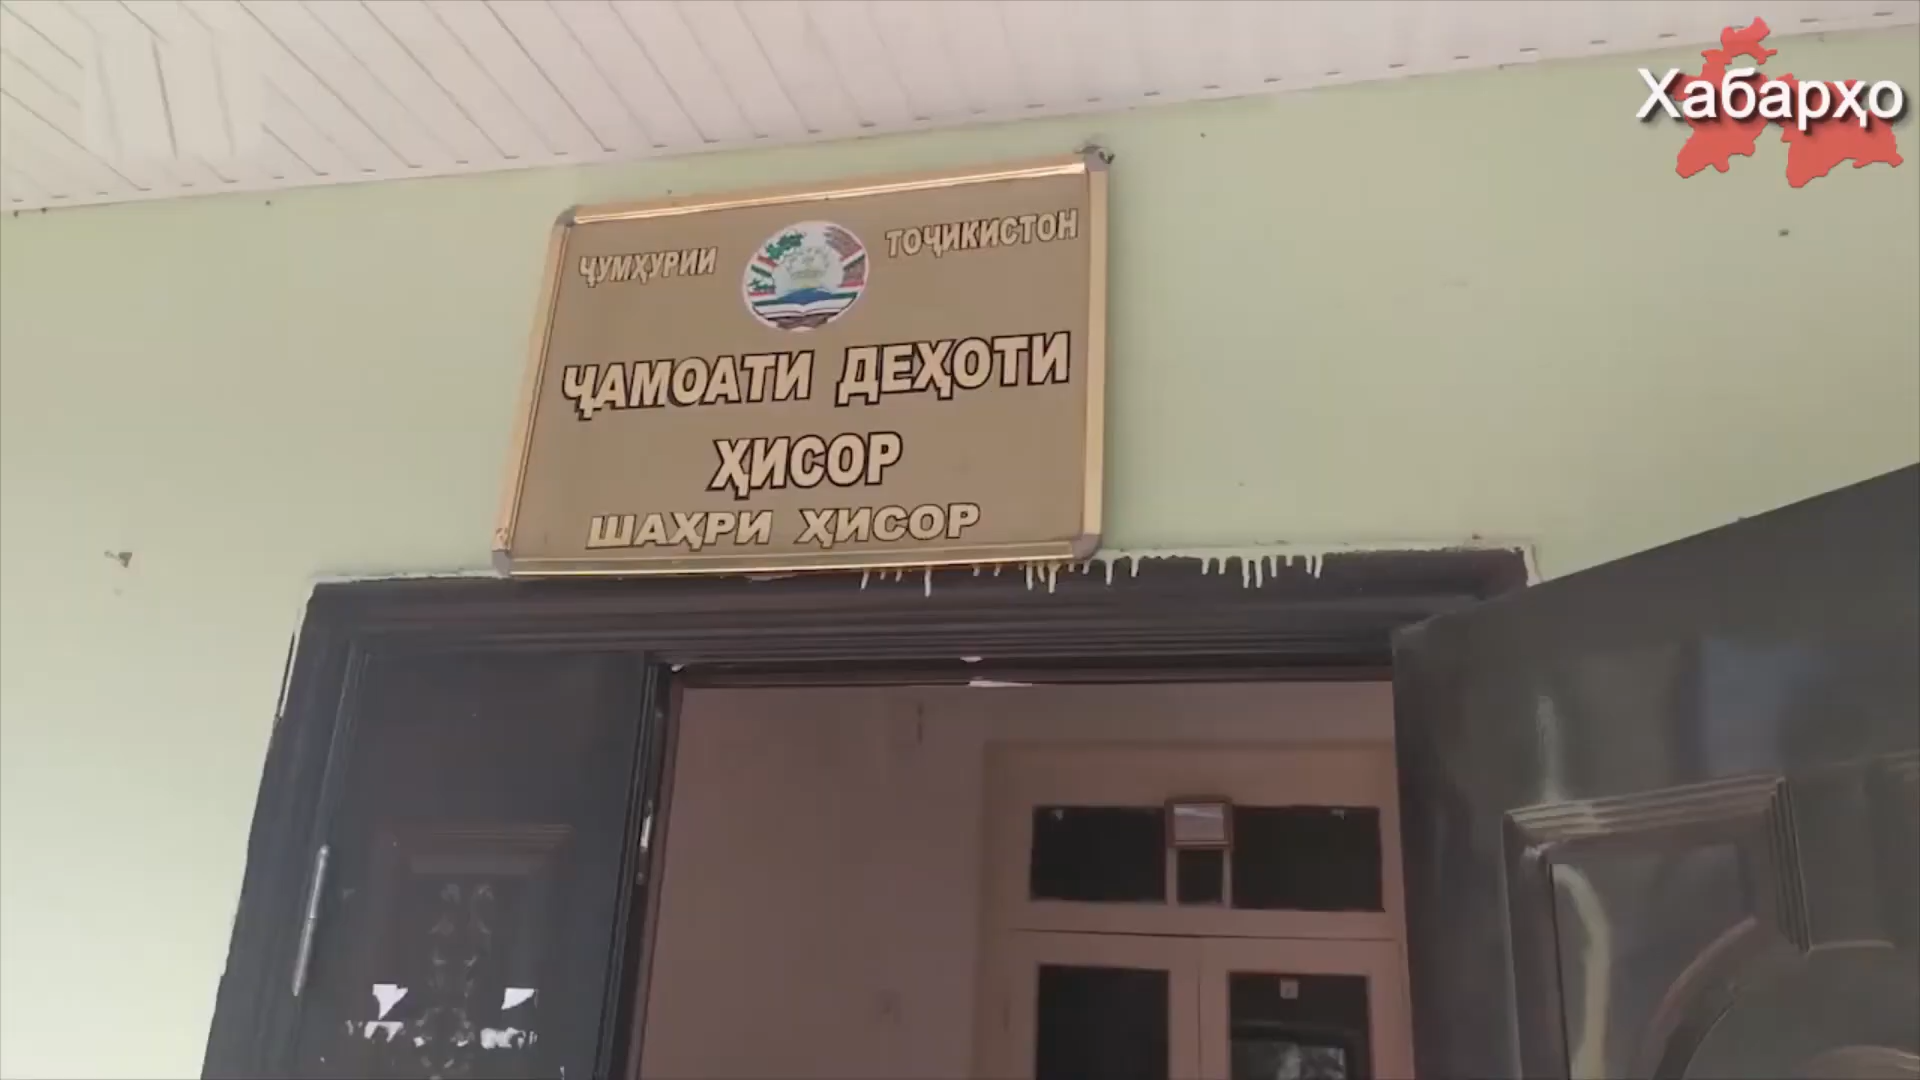 Хабарҳо
ҶУМҲУРИИ ТОҶИКИСТОН
ҶАМОАТИ ДЕҲОТИ
ҲИСОР
ШАҲРИ ҲИСОР